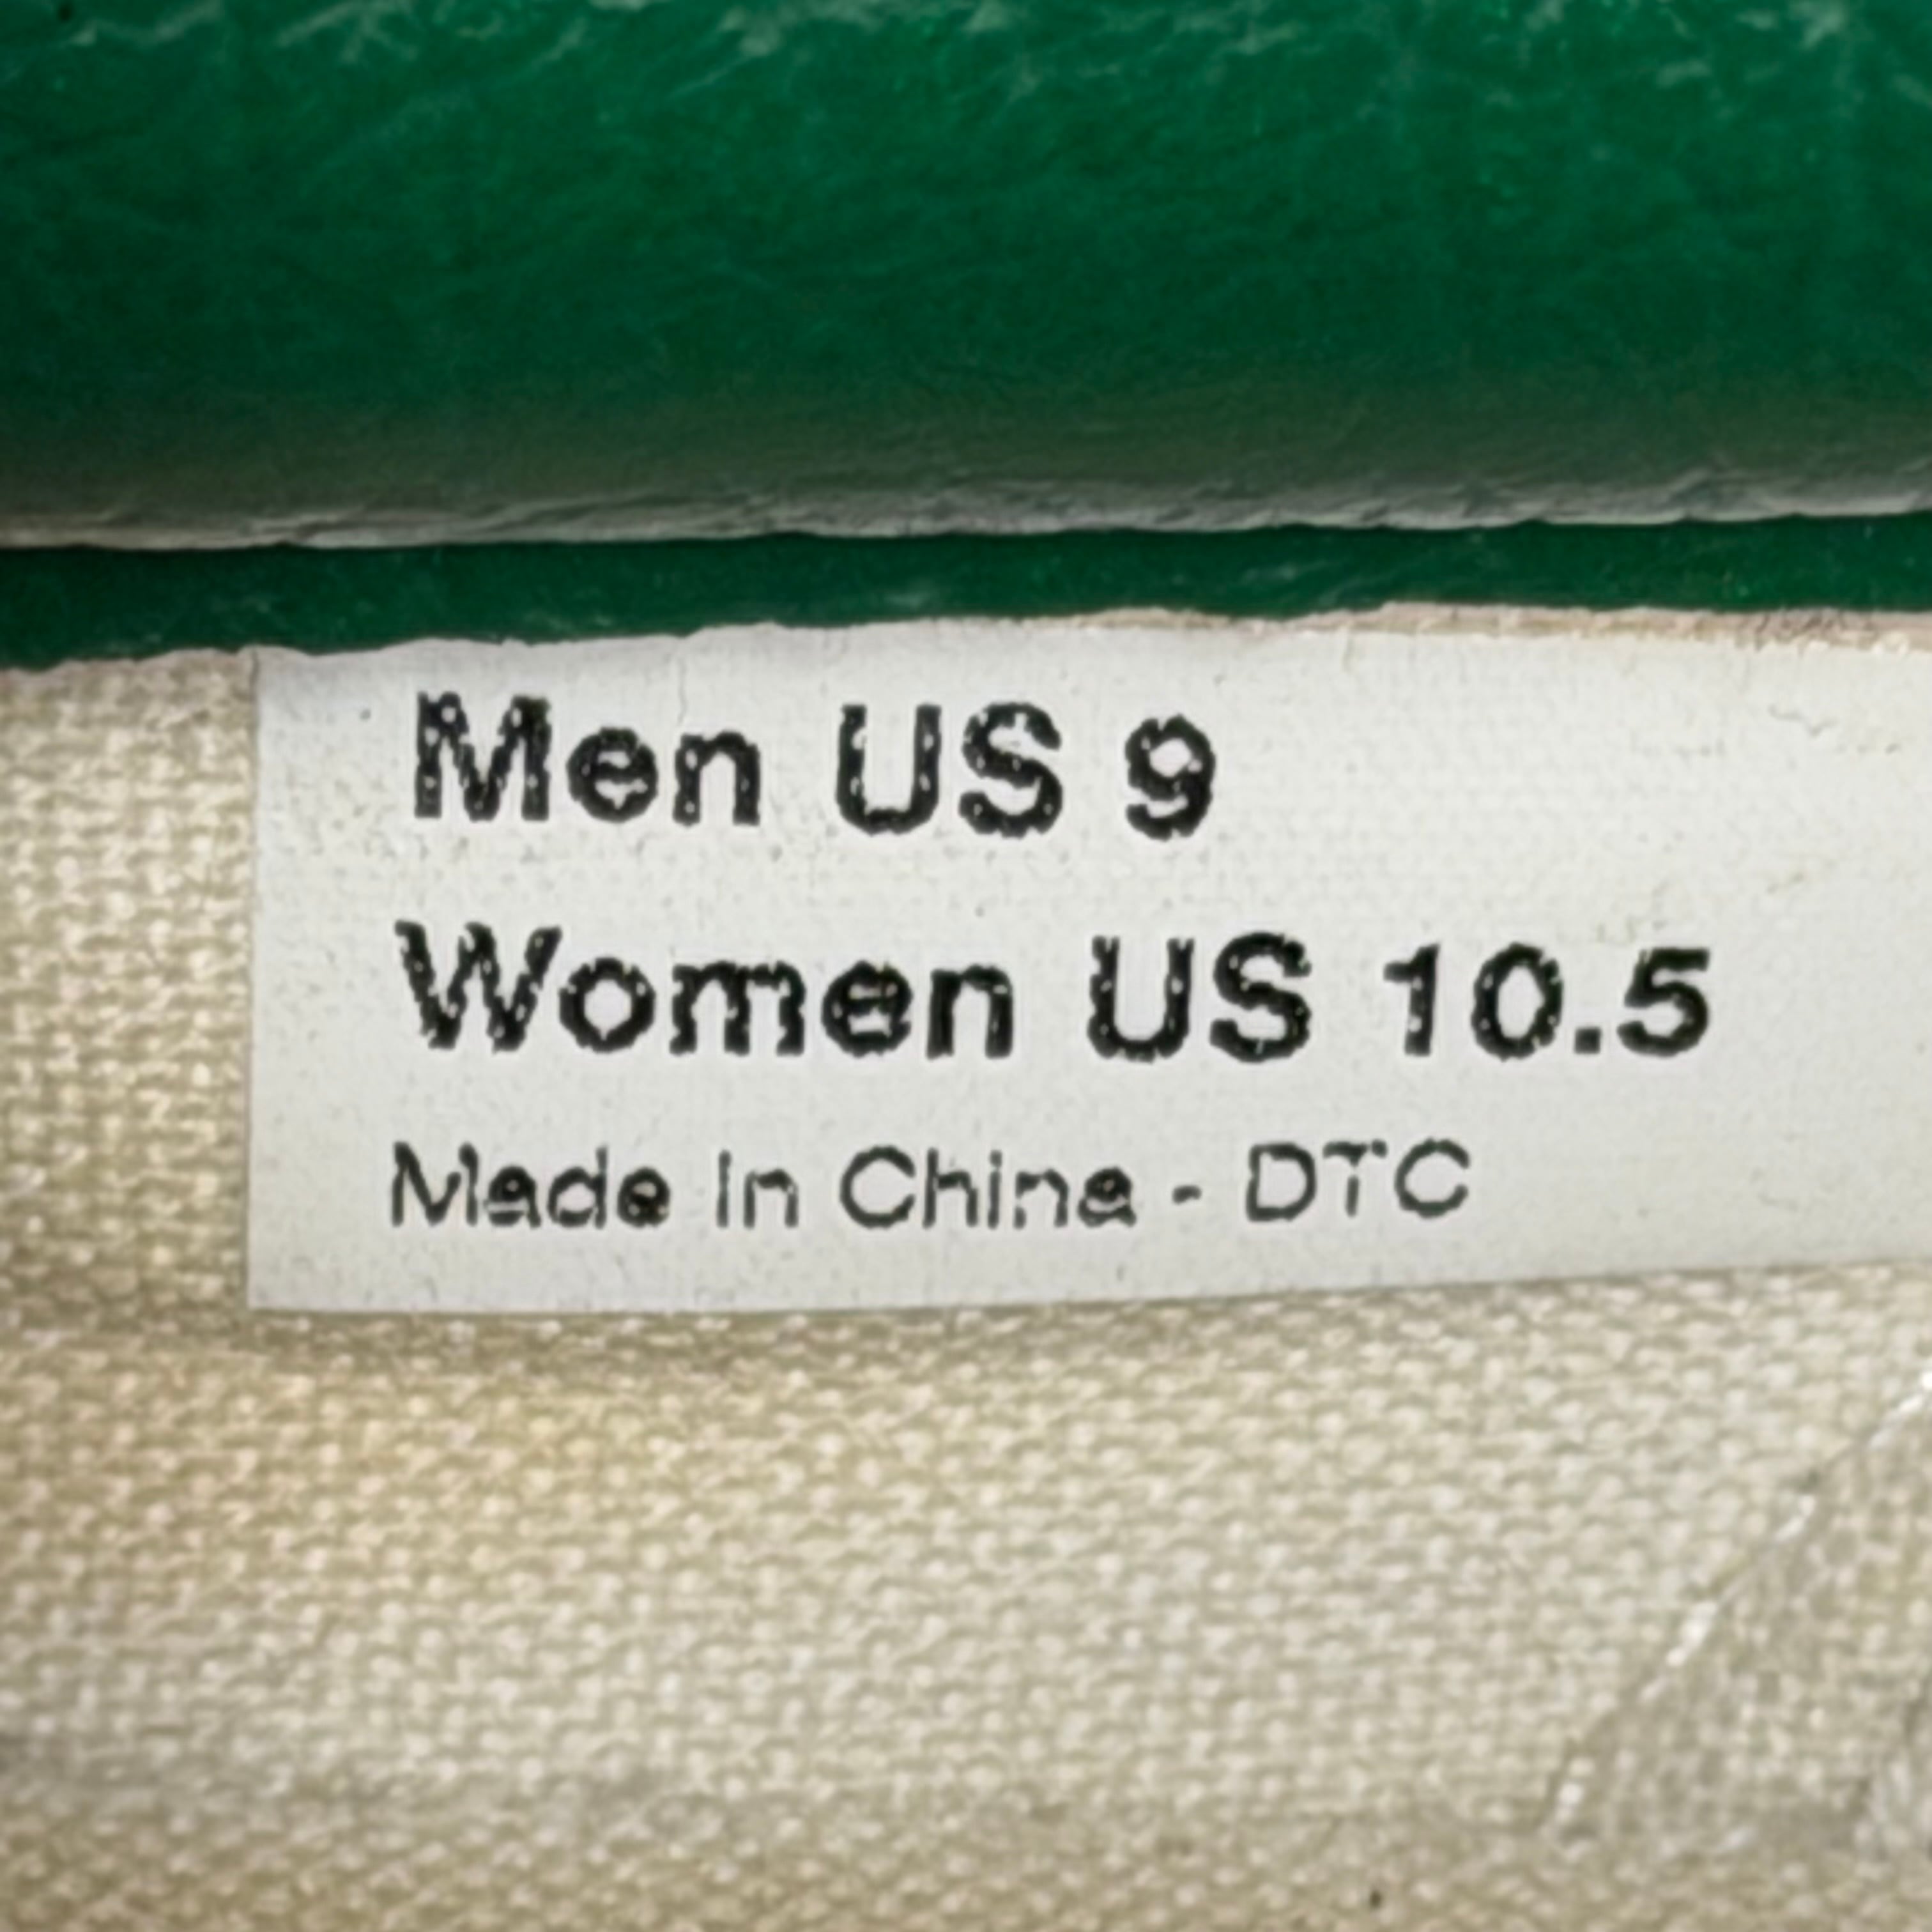 Men US 9
Women US 10.5
Made In China - DTC